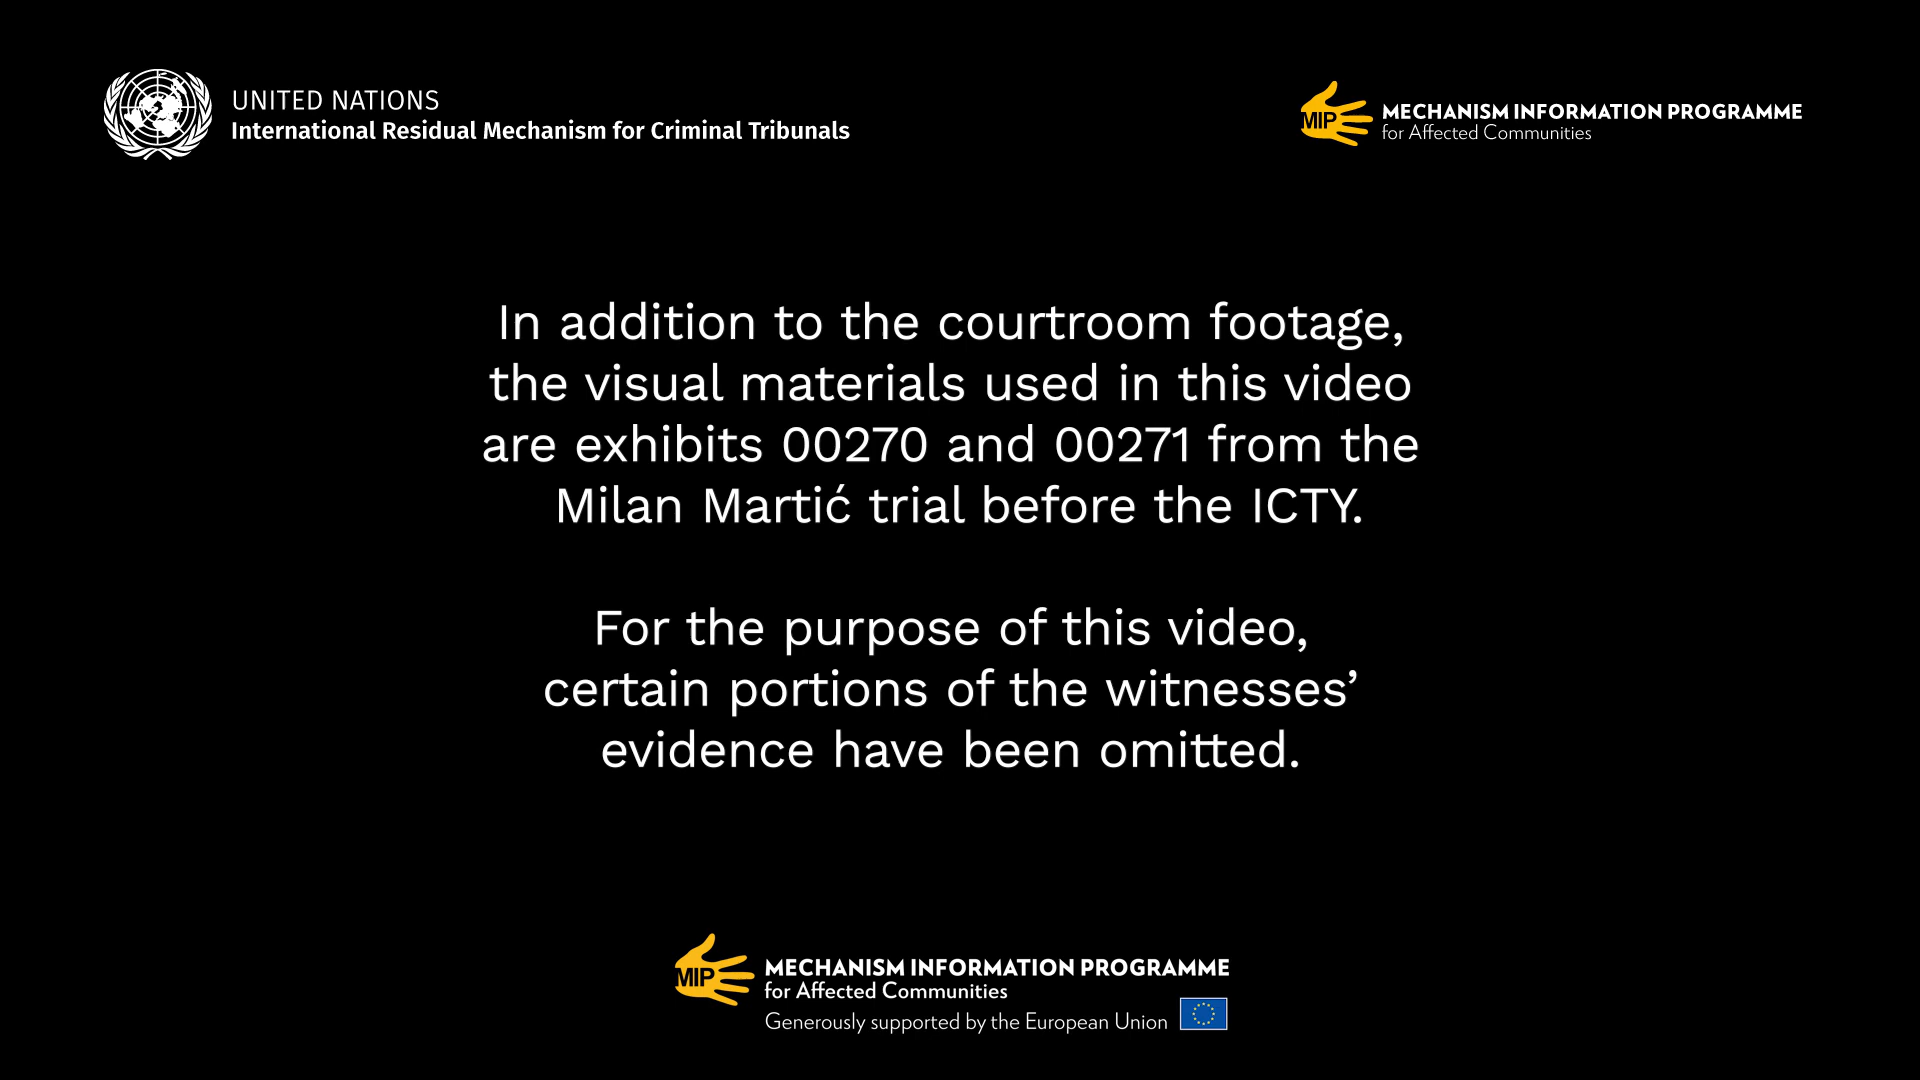 UNITED NATIONS
International Residual Mechanism for Criminal Tribunals
MIP
MECHANISM INFORMATION PROGRAMME
for Affected Communities
In addition to the courtroom footage,
the visual materials used in this video
are exhibits 00270 and 00271 from the
Milan Martić trial before the ICTY.
For the purpose of this video,
certain portions of the witnesses’
evidence have been omitted.
MIP
MECHANISM INFORMATION PROGRAMME
for Affected Communities
Generously supported by the European Union